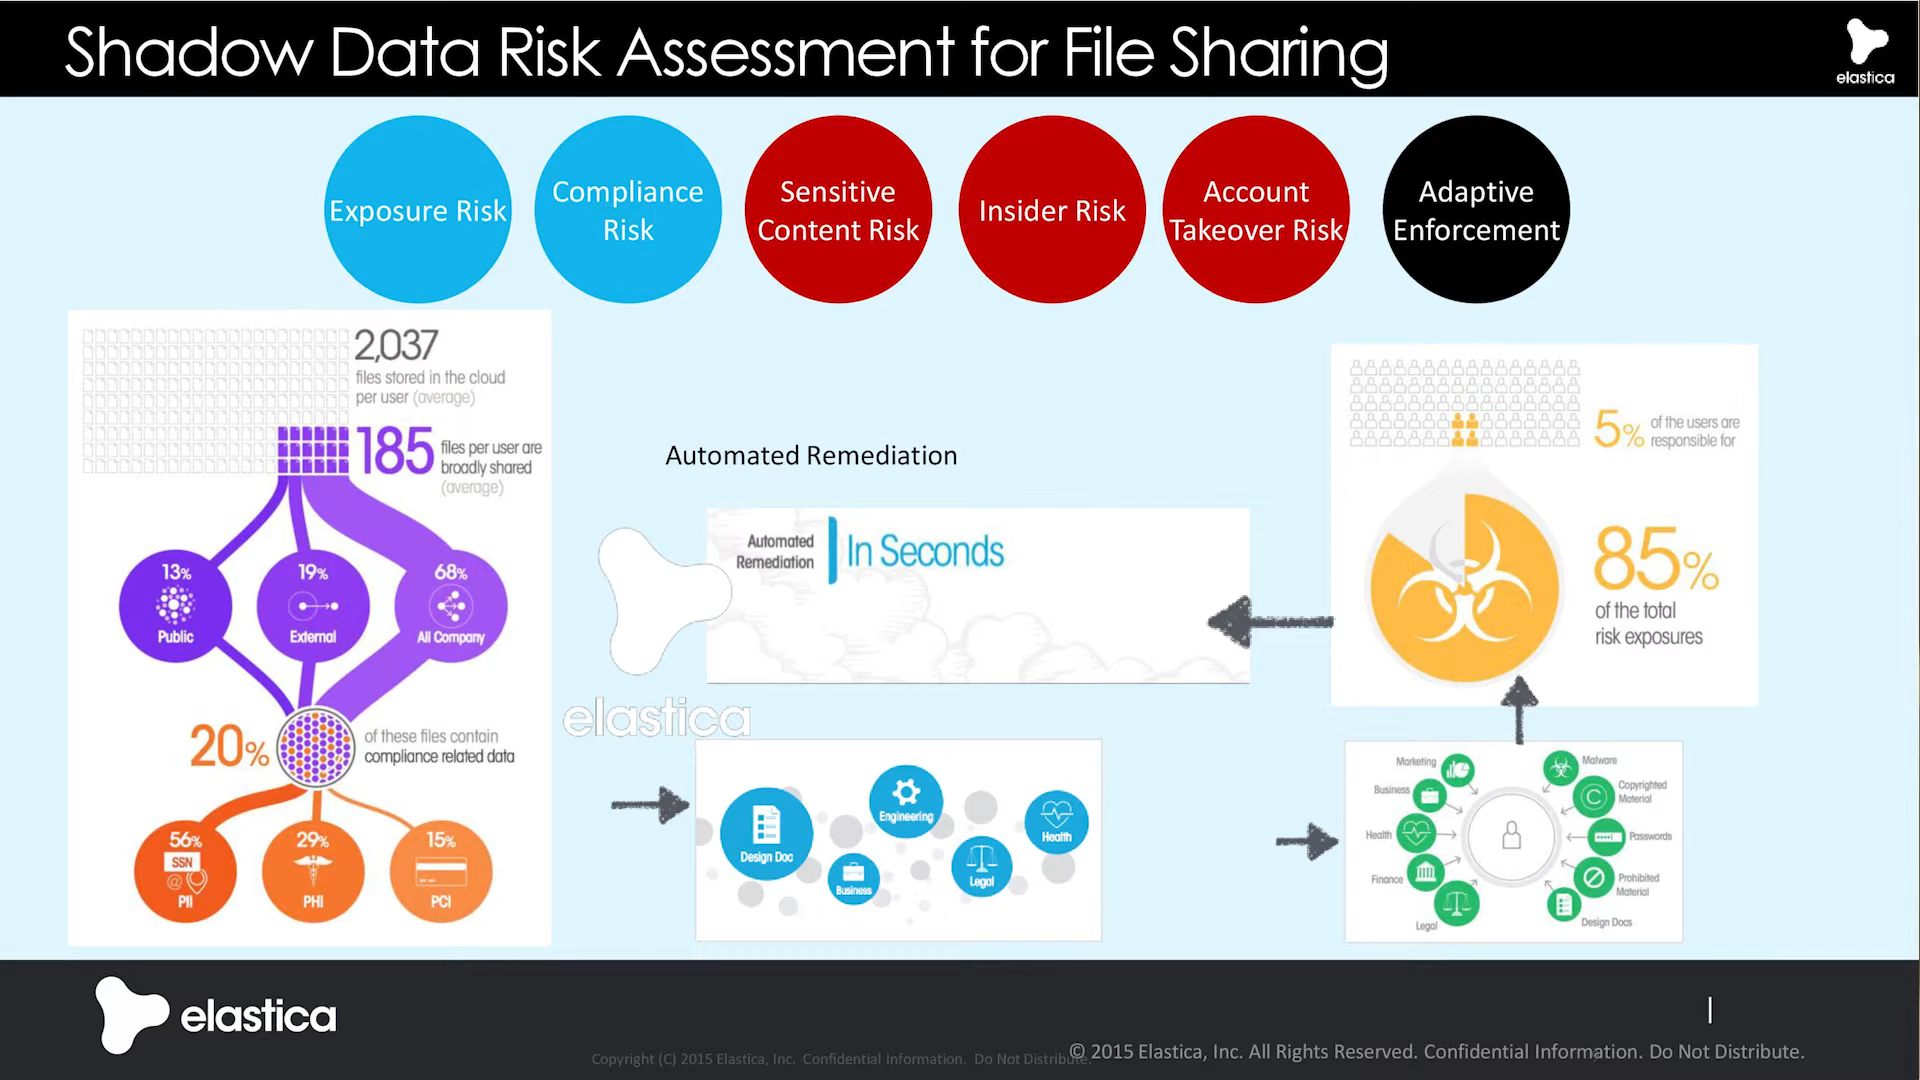 Shadow Data Risk Assessment for File Sharing
elastica
Exposure Risk
Compliance
Risk
Sensitive
Content Risk
Insider Risk
Account
Takeover Risk
Adaptive
Enforcement
2,037
files stored in the cloud
per user (average)
185
files per user are
broadly shared
(average)
13%
Public
19%
External
68%
All Company
20%
of these files contain
compliance related data
56%
SSN
@
PII
29%
PHI
15%
PCI
Automated Remediation
Automated
Remediation
In Seconds
elastica
Design Doc
Engineering
Business
Legal
Health
5%
of the users are
responsible for
85%
of the total
risk exposures
Marketing
Business
Health
Finance
Legal
Malware
Copyrighted
Material
Passwords
Prohibited
Material
Design Docs
elastica
|
Copyright (C) 2015 Elastica, Inc. Confidential Information. Do Not Distribute.
© 2015 Elastica, Inc. All Rights Reserved. Confidential Information. Do Not Distribute.